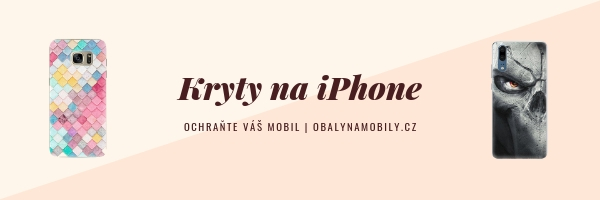 Kryty na iPhone
OCHRAŇTE VÁŠ MOBIL | OBALYNAMOBILY.CZ